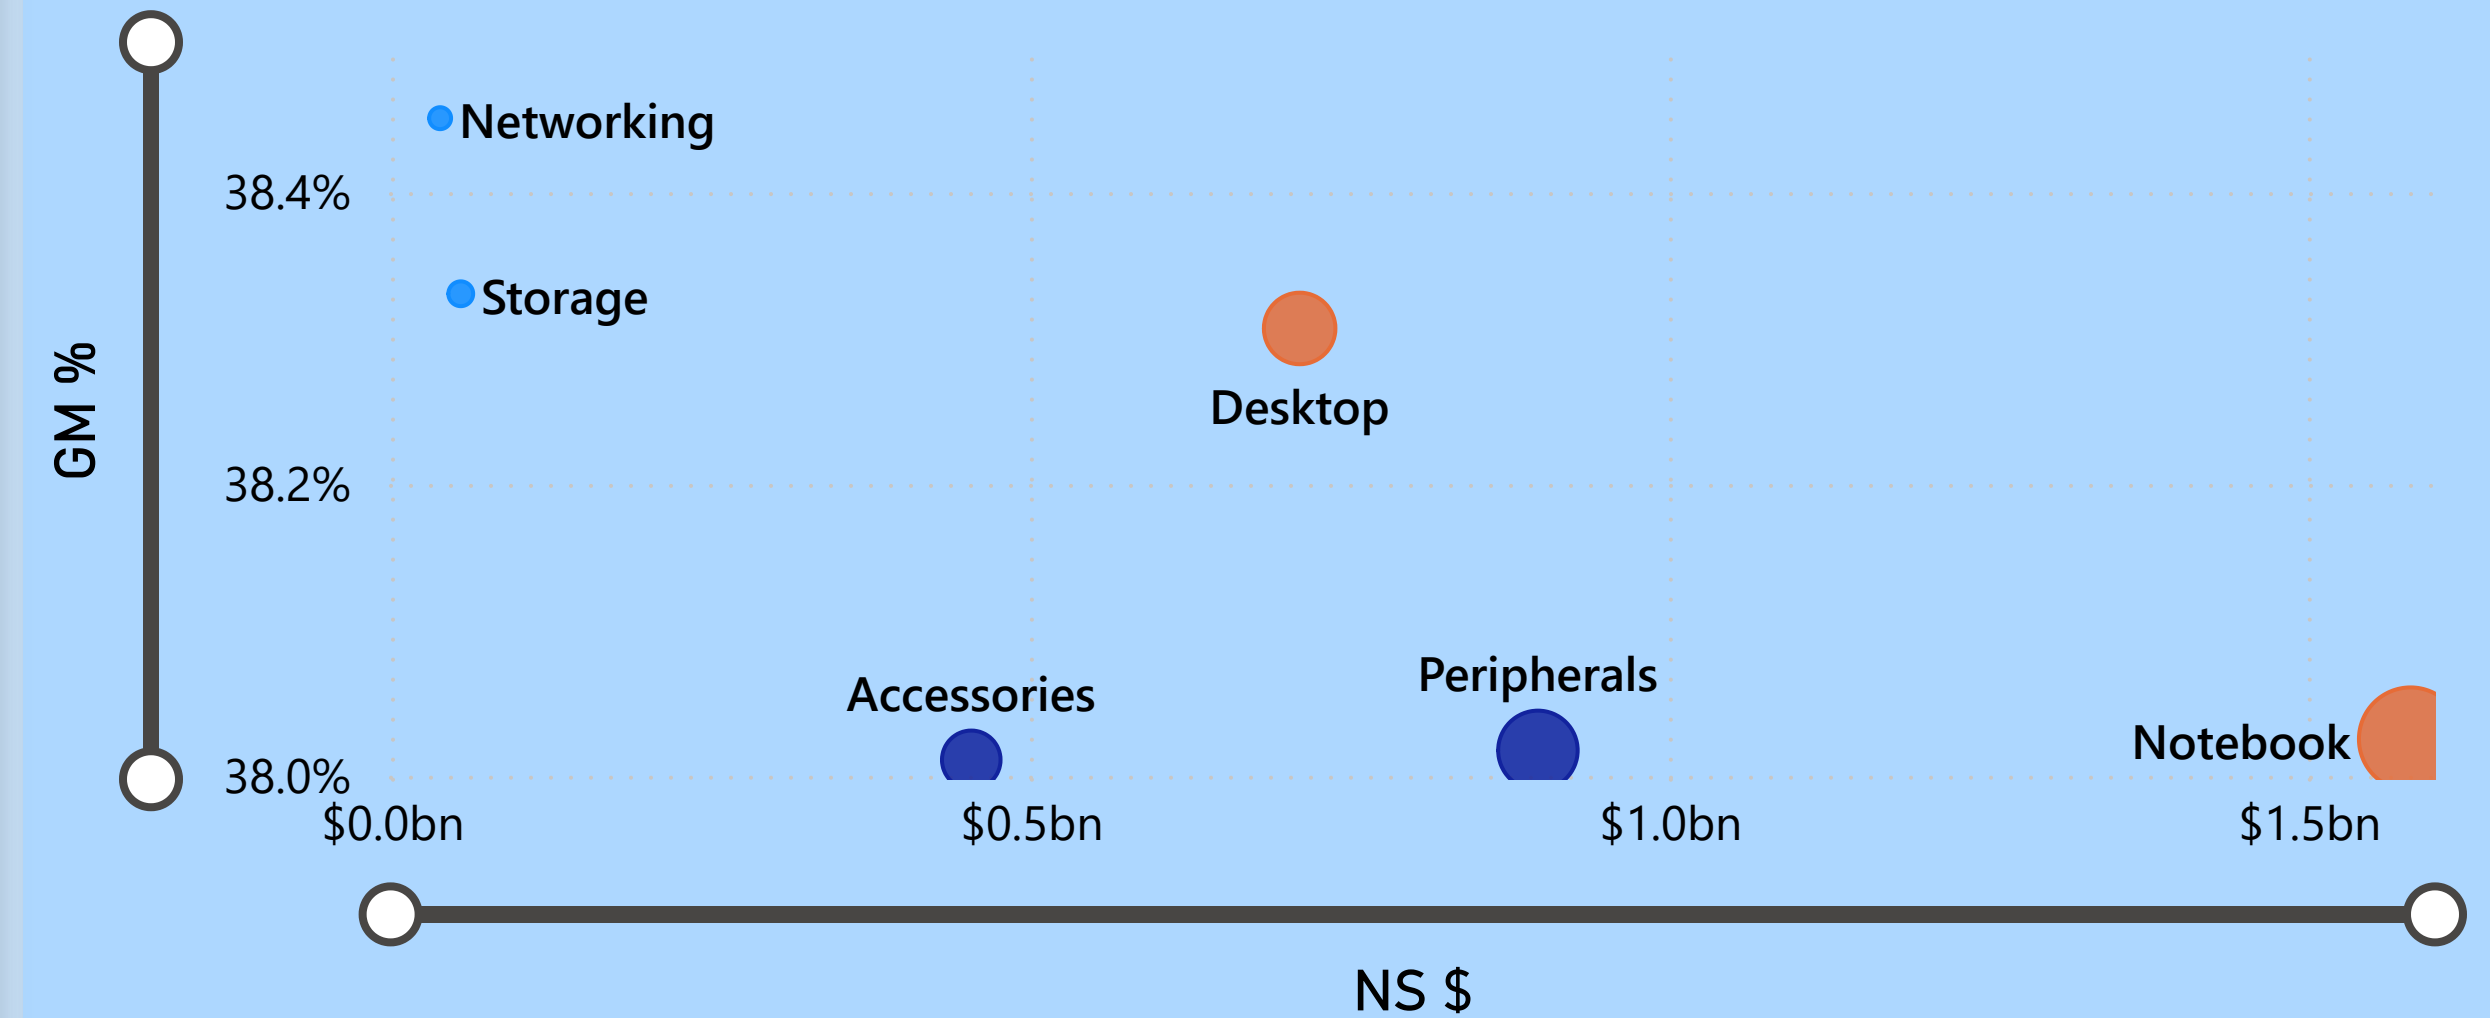 Networking
38.4%
Storage
Desktop
GM %
38.2%
Peripherals
Accessories
Notebook
38.0%
$0.0bn
$0.5bn
$1.0bn
$1.5bn
NS $